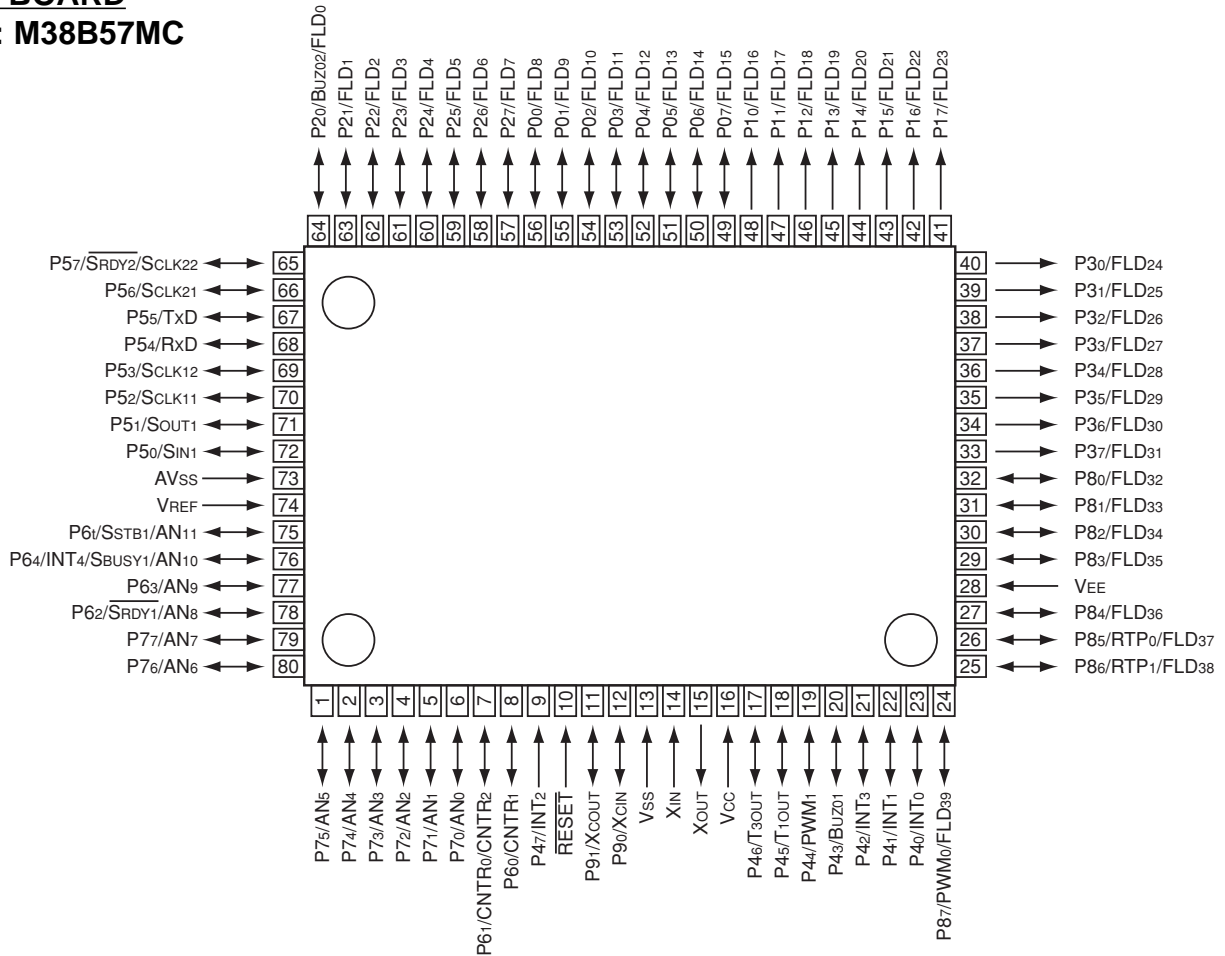 BOARD
: M38B57MC
P20/BUZ02/FLD0
P21/FLD1
P22/FLD2
P23/FLD3
P24/FLD4
P25/FLD5
P26/FLD6
P27/FLD7
P00/FLD8
P01/FLD9
P02/FLD10
P03/FLD11
P04/FLD12
P05/FLD13
P06/FLD14
P07/FLD15
P10/FLD16
P11/FLD17
P12/FLD18
P13/FLD19
P14/FLD20
P15/FLD21
P16/FLD22
P17/FLD23
64 63 62 61 60 59 58 57 56 55 54 53 52 51 50 49 48 47 46 45 44 43 42 41
P57/SRDY2/SCLK22 65
P56/SCLK21 66
P55/TxD 67
P54/RxD 68
P53/SCLK12 69
P52/SCLK11 70
P51/SOUT1 71
P50/SIN1 72
AVSS 73
VREF 74
P6t/SSTB1/AN11 75
P64/INT4/SBUSY1/AN10 76
P63/AN9 77
P62/SRDY1/AN8 78
P77/AN7 79
P76/AN6 80
40 P30/FLD24
39 P31/FLD25
38 P32/FLD26
37 P33/FLD27
36 P34/FLD28
35 P35/FLD29
34 P36/FLD30
33 P37/FLD31
32 P80/FLD32
31 P81/FLD33
30 P82/FLD34
29 P83/FLD35
28 VEE
27 P84/FLD36
26 P85/RTP0/FLD37
25 P86/RTP1/FLD38
1 2 3 4 5 6 7 8 9 10 11 12 13 14 15 16 17 18 19 20 21 22 23 24
P75/AN5
P74/AN4
P73/AN3
P72/AN2
P71/AN1
P70/AN0
P61/CNTR0/CNTR2
P60/CNTR1
P47/INT2
RESET
P91/XCOUT
P90/XCIN
VSS
XIN
XOUT
VCC
P46/T3OUT
P45/T1OUT
P44/PWM1
P43/BUZ01
P42/INT3
P41/INT1
P40/INT0
P87/PWM0/FLD39